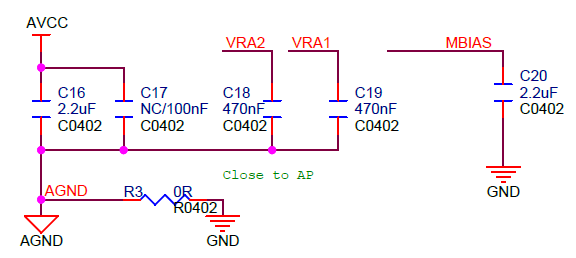 AVCC
VRA2
VRA1
MBIAS
C16
2.2uF
C0402
C17
NC/100nF
C0402
C18
470nF
C0402
C19
470nF
C0402
C20
2.2uF
C0402
Close to AP
AGND
R3
0R
R0402
AGND
GND
GND